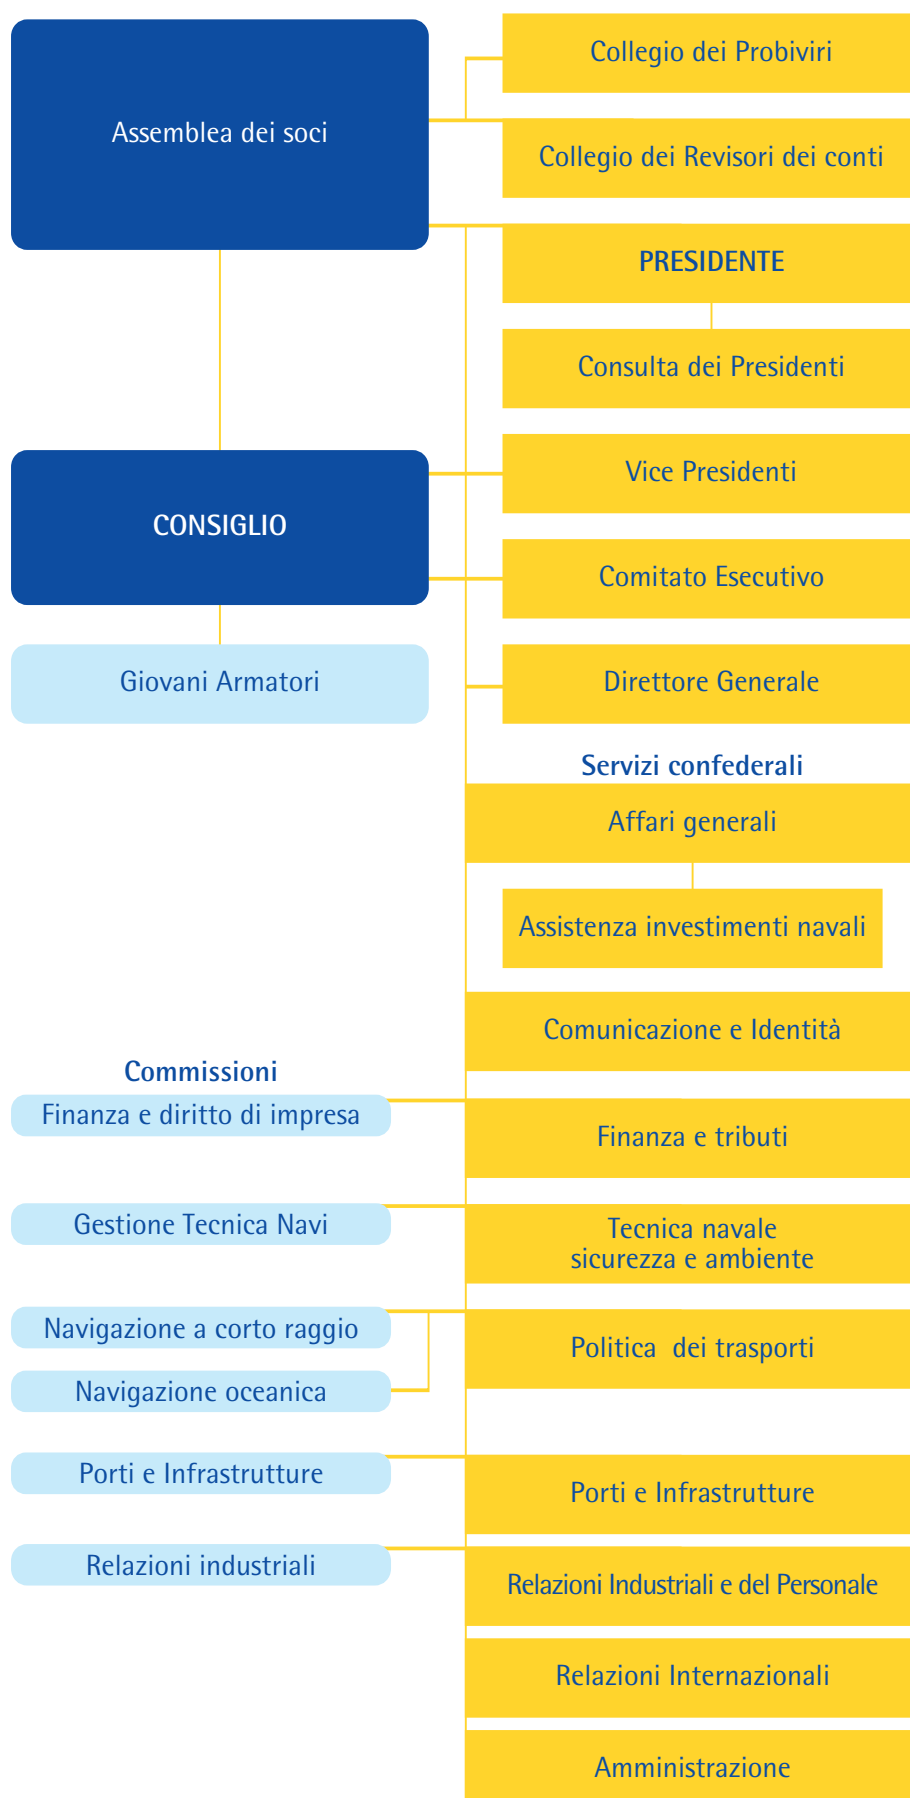 Assemblea dei soci
Collegio dei Probiviri
Collegio dei Revisori dei conti
PRESIDENTE
Consulta dei Presidenti
CONSIGLIO
Vice Presidenti
Comitato Esecutivo
Giovani Armatori
Direttore Generale
Servizi confederali
Affari generali
Assistenza investimenti navali
Comunicazione e Identità
Commissioni
Finanza e diritto di impresa
Finanza e tributi
Gestione Tecnica Navi
Tecnica navale
sicurezza e ambiente
Navigazione a corto raggio
Politica dei trasporti
Navigazione oceanica
Porti e Infrastrutture
Porti e Infrastrutture
Relazioni industriali
Relazioni Industriali e del Personale
Relazioni Internazionali
Amministrazione